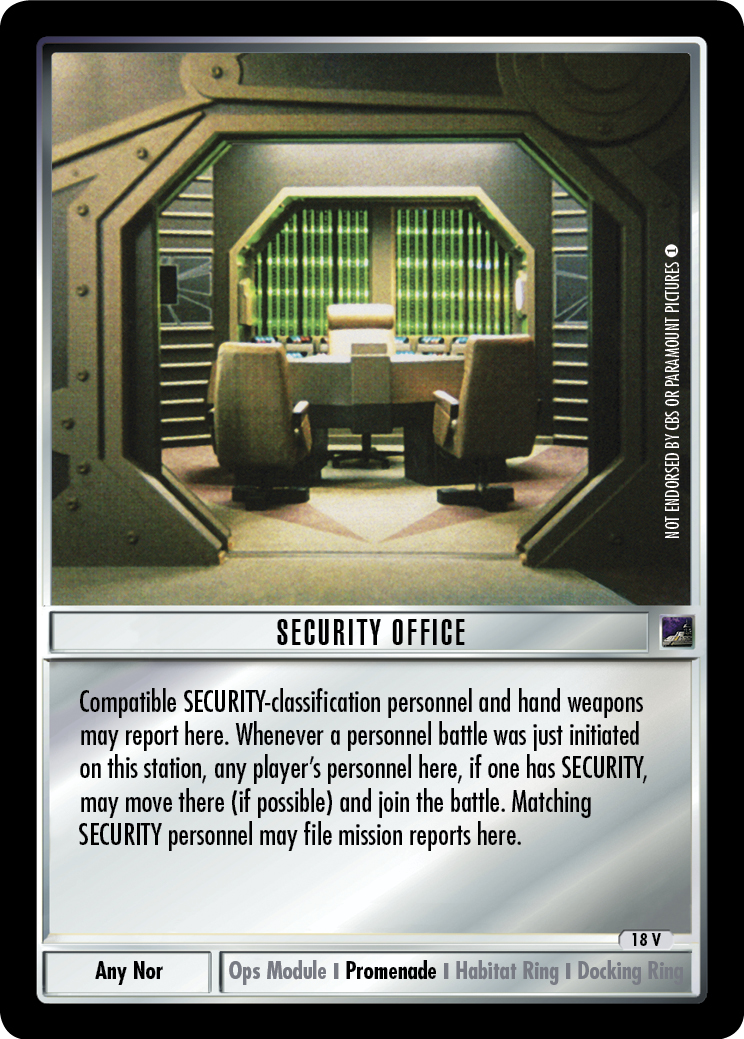 NOT ENDORSED BY CBS OR PARAMOUNT PICTURES 1
SECURITY OFFICE
Compatible SECURITY-classification personnel and hand weapons
may report here. Whenever a personnel battle was just initiated
on this station, any player's personnel here, if one has SECURITY,
may move there (if possible) and join the battle. Matching
SECURITY personnel may file mission reports here.
18 V
Any Nor
Ops Module I Promenade I Habitat Ring I Docking Ring